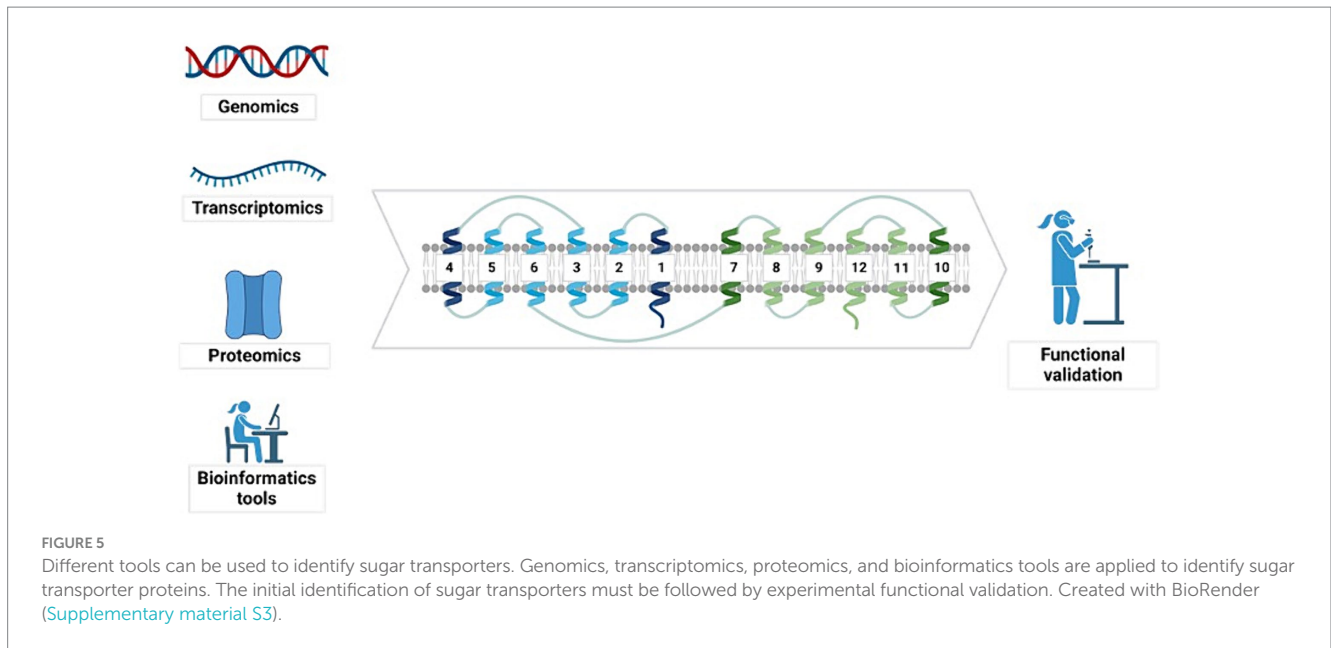 Genomics
Transcriptomics
Proteomics
Bioinformatics
tools
4 5 6 3 2 1 7 8 9 12 11 10
Functional
validation
FIGURE 5
Different tools can be used to identify sugar transporters. Genomics, transcriptomics, proteomics, and bioinformatics tools are applied to identify sugar
transporter proteins. The initial identification of sugar transporters must be followed by experimental functional validation. Created with BioRender
(Supplementary material S3).